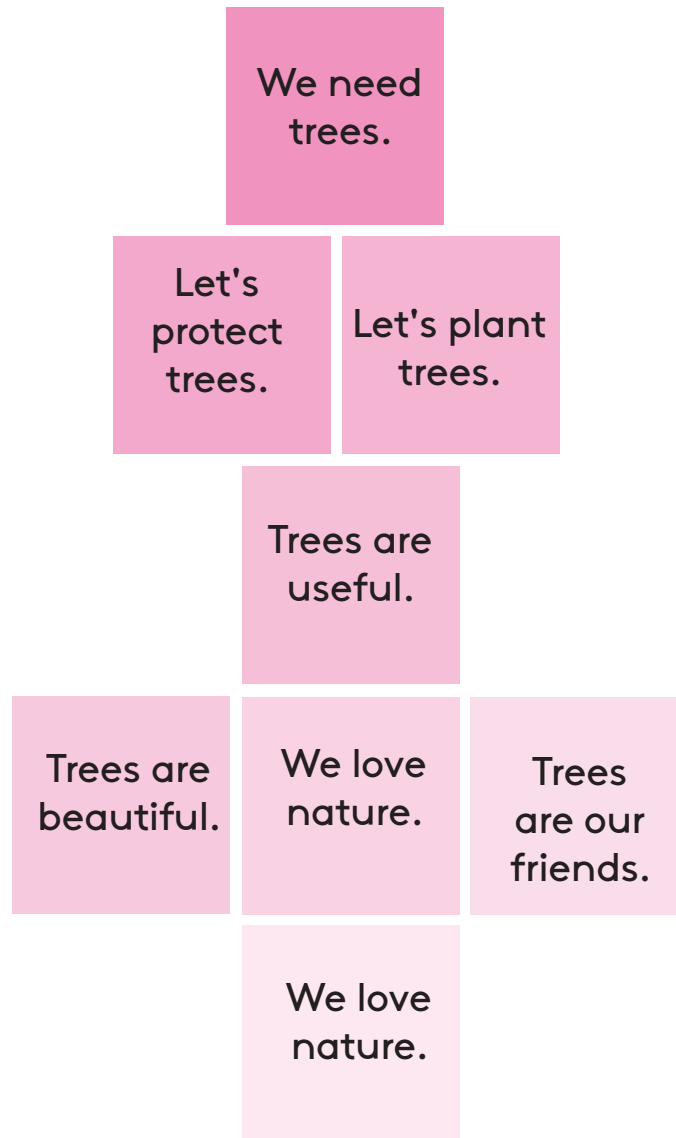 We need
trees.
Let's
protect
trees.
Let's plant
trees.
Trees are
useful.
Trees are
beautiful.
We love
nature.
Trees
are our
friends.
We love
nature.